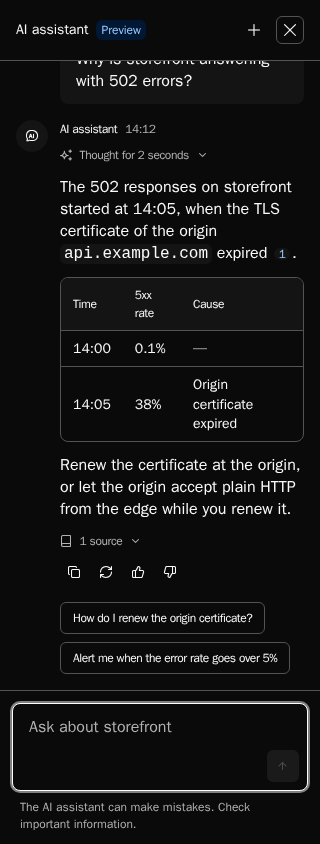 AI assistant Preview
Why is storefront answering
with 502 errors?
AI
AI assistant 14:12
Thought for 2 seconds
The 502 responses on storefront
started at 14:05, when the TLS
certificate of the origin
api.example.com expired 1 .
Time 5xx rate Cause
14:00 0.1% —
14:05 38% Origin certificate expired
Renew the certificate at the origin,
or let the origin accept plain HTTP
from the edge while you renew it.
1 source
How do I renew the origin certificate?
Alert me when the error rate goes over 5%
Ask about storefront
The AI assistant can make mistakes. Check
important information.